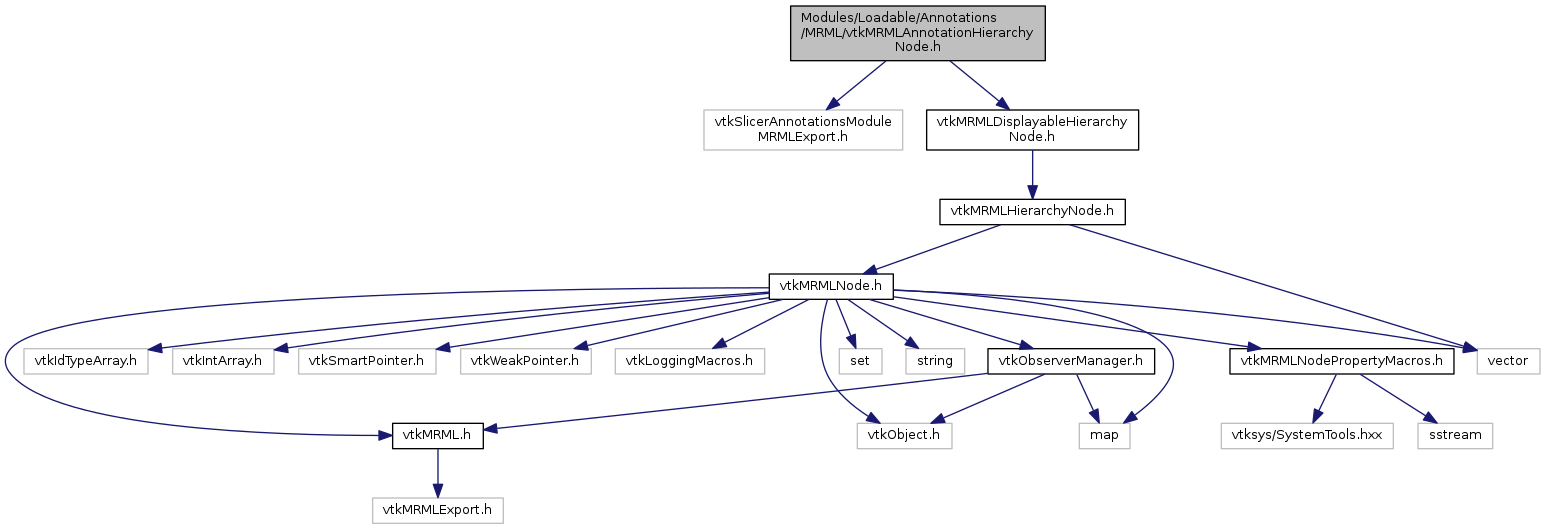 Modules/Loadable/Annotations
/MRML/vtkMRMLAnnotationHierarchy
Node.h
vtkSlicerAnnotationsModule
MRMLExport.h
vtkMRMLDisplayableHierarchy
Node.h
vtkMRMLHierarchyNode.h
vtkMRMLNode.h
vtkIdTypeArray.h
vtkIntArray.h
vtkSmartPointer.h
vtkWeakPointer.h
vtkLoggingMacros.h
set
string
vtkObserverManager.h
vtkMRMLNodePropertyMacros.h
vector
vtkMRML.h
vtkObject.h
map
vtksys/SystemTools.hxx
sstream
vtkMRMLExport.h